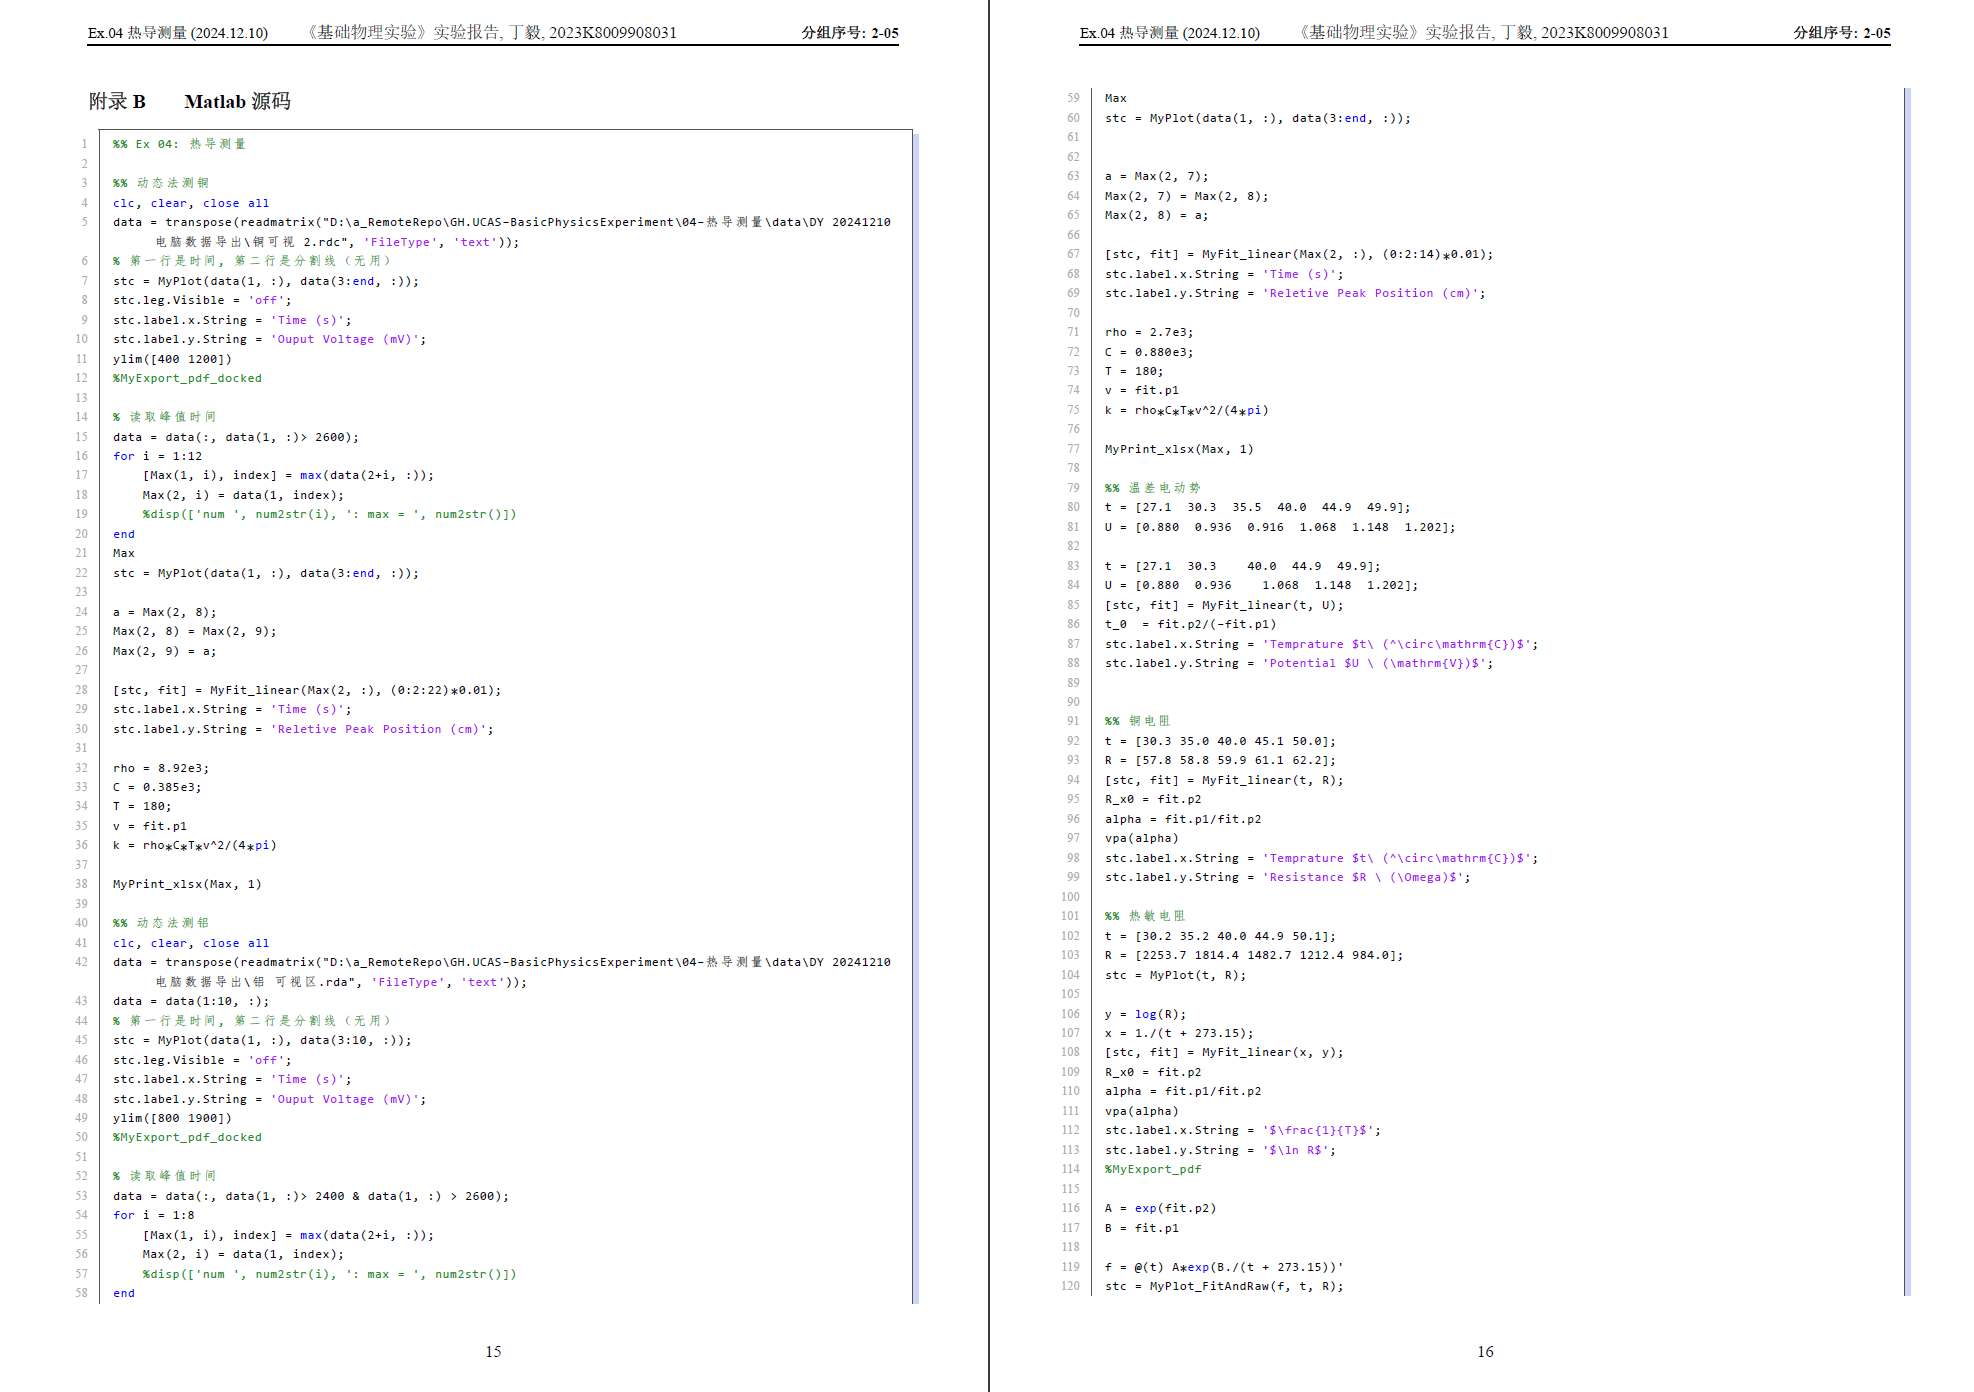 Ex.04 热导测量 (2024.12.10) 《基础物理实验》实验报告, 丁毅, 2023K8009908031 分组序号: 2-05
附录 B Matlab 源码
1 %% Ex 04: 热导测量
2
3 %% 动态法测铜
4 clc, clear, close all
5 data = transpose(readmatrix("D:\a_RemoteRepo\GH.UCAS-BasicPhysicsExperiment\04-热导测量\data\DY 20241210
电脑数据导出\铜可视 2.rdc", 'FileType', 'text'));
6 % 第一行是时间, 第二行是分割线（无用）
7 stc = MyPlot(data(1, :), data(3:end, :));
8 stc.leg.Visible = 'off';
9 stc.label.x.String = 'Time (s)';
10 stc.label.y.String = 'Ouput Voltage (mV)';
11 ylim([400 1200])
12 %MyExport_pdf_docked
13
14 % 读取峰值时间
15 data = data(:, data(1, :)> 2600);
16 for i = 1:12
17 [Max(1, i), index] = max(data(2+i, :));
18 Max(2, i) = data(1, index);
19 %disp(['num ', num2str(i), ': max = ', num2str()])
20 end
21 Max
22 stc = MyPlot(data(1, :), data(3:end, :));
23
24 a = Max(2, 8);
25 Max(2, 8) = Max(2, 9);
26 Max(2, 9) = a;
27
28 [stc, fit] = MyFit_linear(Max(2, :), (0:2:22)*0.01);
29 stc.label.x.String = 'Time (s)';
30 stc.label.y.String = 'Reletive Peak Position (cm)';
31
32 rho = 8.92e3;
33 C = 0.385e3;
34 T = 180;
35 v = fit.p1
36 k = rho*C*T*v^2/(4*pi)
37
38 MyPrint_xlsx(Max, 1)
39
40 %% 动态法测铝
41 clc, clear, close all
42 data = transpose(readmatrix("D:\a_RemoteRepo\GH.UCAS-BasicPhysicsExperiment\04-热导测量\data\DY 20241210
电脑数据导出\铝 可视区.rda", 'FileType', 'text'));
43 data = data(1:10, :);
44 % 第一行是时间, 第二行是分割线（无用）
45 stc = MyPlot(data(1, :), data(3:10, :));
46 stc.leg.Visible = 'off';
47 stc.label.x.String = 'Time (s)';
48 stc.label.y.String = 'Ouput Voltage (mV)';
49 ylim([800 1900])
50 %MyExport_pdf_docked
51
52 % 读取峰值时间
53 data = data(:, data(1, :)> 2400 & data(1, :) > 2600);
54 for i = 1:8
55 [Max(1, i), index] = max(data(2+i, :));
56 Max(2, i) = data(1, index);
57 %disp(['num ', num2str(i), ': max = ', num2str()])
58 end
15
Ex.04 热导测量 (2024.12.10) 《基础物理实验》实验报告, 丁毅, 2023K8009908031 分组序号: 2-05
59 Max
60 stc = MyPlot(data(1, :), data(3:end, :));
61
62
63 a = Max(2, 7);
64 Max(2, 7) = Max(2, 8);
65 Max(2, 8) = a;
66
67 [stc, fit] = MyFit_linear(Max(2, :), (0:2:14)*0.01);
68 stc.label.x.String = 'Time (s)';
69 stc.label.y.String = 'Reletive Peak Position (cm)';
70
71 rho = 2.7e3;
72 C = 0.880e3;
73 T = 180;
74 v = fit.p1
75 k = rho*C*T*v^2/(4*pi)
76
77 MyPrint_xlsx(Max, 1)
78
79 %% 温差电动势
80 t = [27.1 30.3 35.5 40.0 44.9 49.9];
81 U = [0.880 0.936 0.916 1.068 1.148 1.202];
82
83 t = [27.1 30.3 40.0 44.9 49.9];
84 U = [0.880 0.936 1.068 1.148 1.202];
85 [stc, fit] = MyFit_linear(t, U);
86 t_0 = fit.p2/(-fit.p1)
87 stc.label.x.String = 'Temprature $t\ (^\circ\mathrm{C})$';
88 stc.label.y.String = 'Potential $U \ (\mathrm{V})$';
89
90
91 %% 铜电阻
92 t = [30.3 35.0 40.0 45.1 50.0];
93 R = [57.8 58.8 59.9 61.1 62.2];
94 [stc, fit] = MyFit_linear(t, R);
95 R_x0 = fit.p2
96 alpha = fit.p1/fit.p2
97 vpa(alpha)
98 stc.label.x.String = 'Temprature $t\ (^\circ\mathrm{C})$';
99 stc.label.y.String = 'Resistance $R \ (\Omega)$';
100
101 %% 热敏电阻
102 t = [30.2 35.2 40.0 44.9 50.1];
103 R = [2253.7 1814.4 1482.7 1212.4 984.0];
104 stc = MyPlot(t, R);
105
106 y = log(R);
107 x = 1./(t + 273.15);
108 [stc, fit] = MyFit_linear(x, y);
109 R_x0 = fit.p2
110 alpha = fit.p1/fit.p2
111 vpa(alpha)
112 stc.label.x.String = '$\frac{1}{T}$';
113 stc.label.y.String = '$\ln R$';
114 %MyExport_pdf
115
116 A = exp(fit.p2)
117 B = fit.p1
118
119 f = @(t) A*exp(B./(t + 273.15))'
120 stc = MyPlot_FitAndRaw(f, t, R);
16